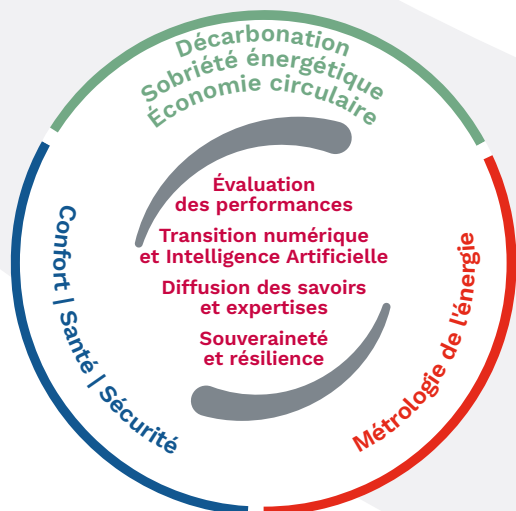 Décarbonation
Sobriété énergétique
Économie circulaire
Évaluation
des performances
Transition numérique
et Intelligence Artificielle
Diffusion des savoirs
et expertises
Souveraineté
et résilience
Confort | Santé | Sécurité
Métrologie de l'énergie